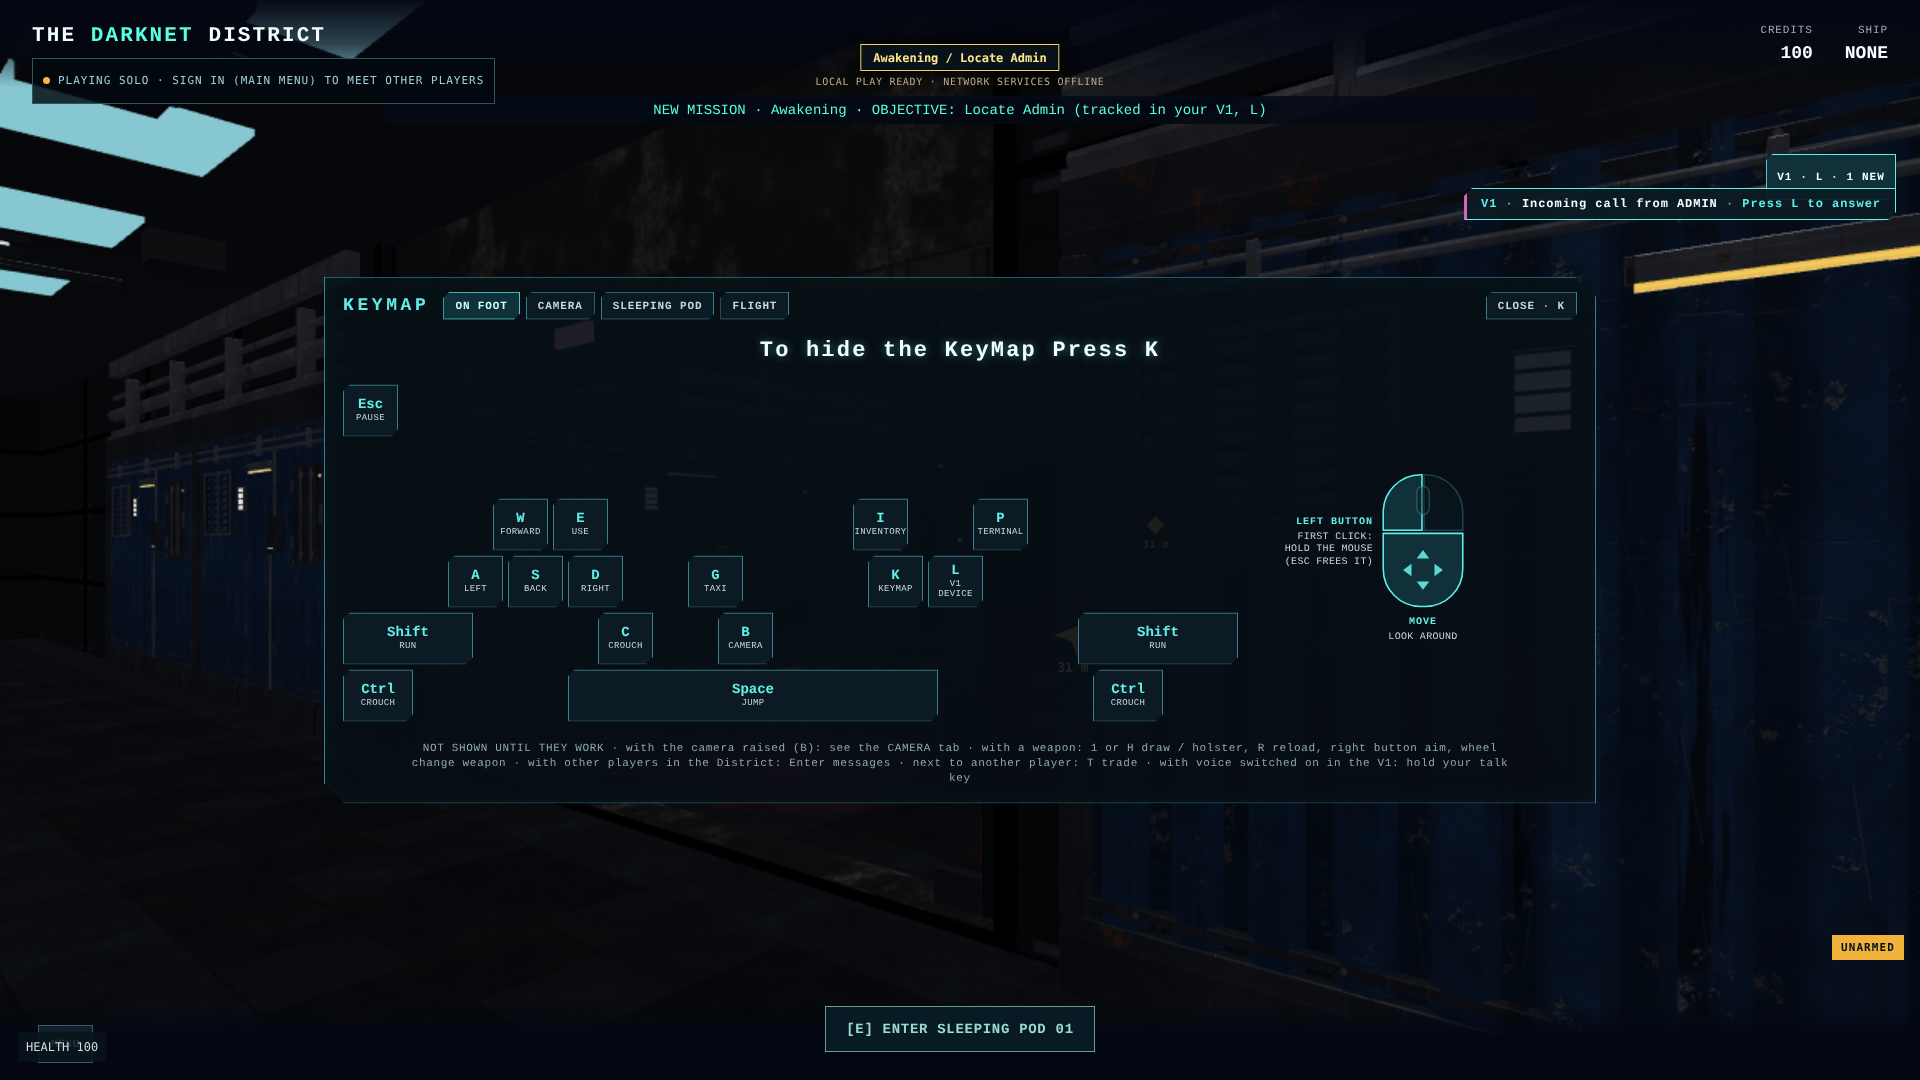 THE DARKNET DISTRICT
PLAYING SOLO · SIGN IN (MAIN MENU) TO MEET OTHER PLAYERS
Awakening / Locate Admin
LOCAL PLAY READY · NETWORK SERVICES OFFLINE
NEW MISSION · Awakening · OBJECTIVE: Locate Admin (tracked in your V1, L)
CREDITS
100
SHIP
NONE
V1 · L · 1 NEW
V1 · Incoming call from ADMIN · Press L to answer
KEYMAP
ON FOOT
CAMERA
SLEEPING POD
FLIGHT
CLOSE · K
To hide the KeyMap Press K
Esc
PAUSE
W
FORWARD
E
USE
I
INVENTORY
P
TERMINAL
A
LEFT
S
BACK
D
RIGHT
G
TAXI
K
KEYMAP
L
V1
DEVICE
Shift
RUN
C
CROUCH
B
CAMERA
Shift
RUN
Ctrl
CROUCH
Space
JUMP
Ctrl
CROUCH
31 m
31 m
LEFT BUTTON
FIRST CLICK:
HOLD THE MOUSE
(ESC FREES IT)
MOVE
LOOK AROUND
NOT SHOWN UNTIL THEY WORK · with the camera raised (B): see the CAMERA tab · with a weapon: 1 or H draw / holster, R reload, right button aim, wheel
change weapon · with other players in the District: Enter messages · next to another player: T trade · with voice switched on in the V1: hold your talk
key
UNARMED
[E] ENTER SLEEPING POD 01
HEALTH 100